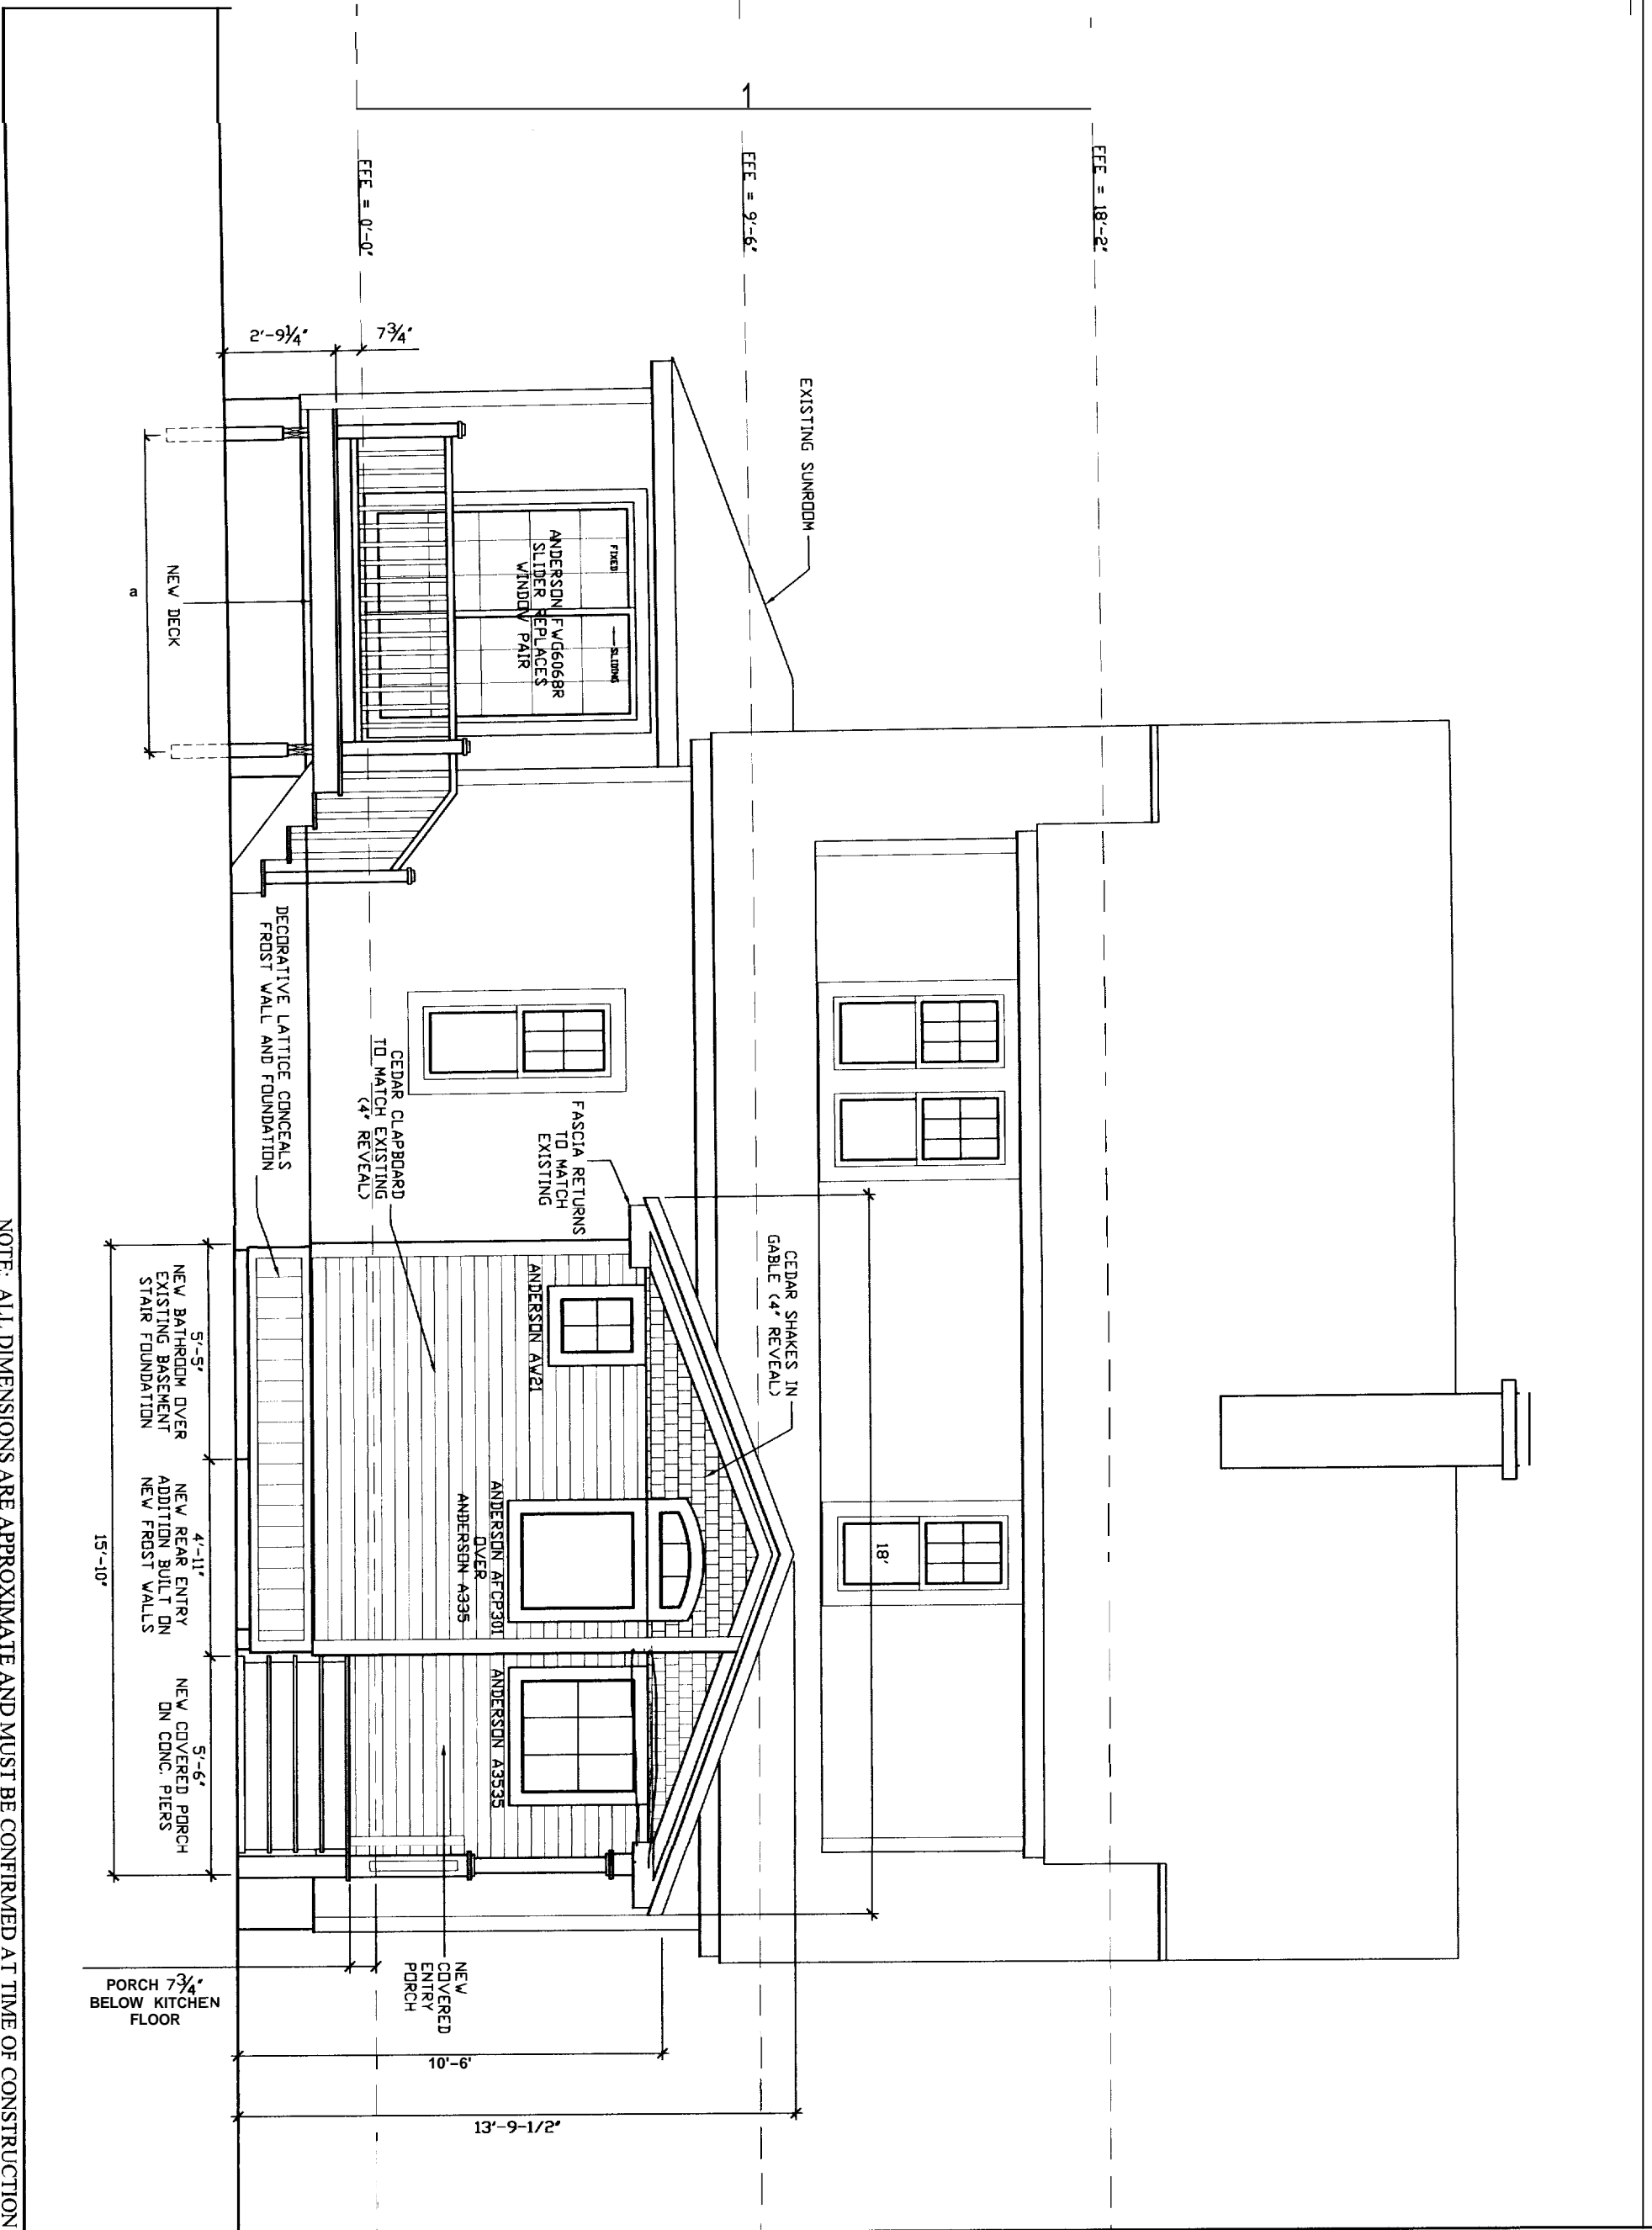 1
FFE = 18'-2"
FFE = 9'-6"
FFE = 0'-0"
EXISTING SUNROOM
7¾"
2'-9¼"
FIXED
SLIDING
ANDERSON FWG6068R
SLIDER REPLACES
WINDOW PAIR
NEW DECK
a
DECORATIVE LATTICE CONCEALS
FROST WALL AND FOUNDATION
CEDAR CLAPBOARD
TO MATCH EXISTING
(4" REVEAL)
FASCIA RETURNS
TO MATCH
EXISTING
CEDAR SHAKES IN
GABLE (4" REVEAL)
18'
ANDERSON AW21
ANDERSON AFCP301
OVER
ANDERSON A335
ANDERSON A3535
5'-5"
NEW BATHROOM OVER
EXISTING BASEMENT
STAIR FOUNDATION
4'-11"
NEW REAR ENTRY
ADDITION BUILT ON
NEW FROST WALLS
5'-6"
NEW COVERED PORCH
ON CONC. PIERS
15'-10"
NEW
COVERED
ENTRY
PORCH
PORCH 7¾"
BELOW KITCHEN
FLOOR
10'-6'
13'-9-1/2"
NOTE: ALL DIMENSIONS ARE APPROXIMATE AND MUST BE CONFIRMED AT TIME OF CONSTRUCTION